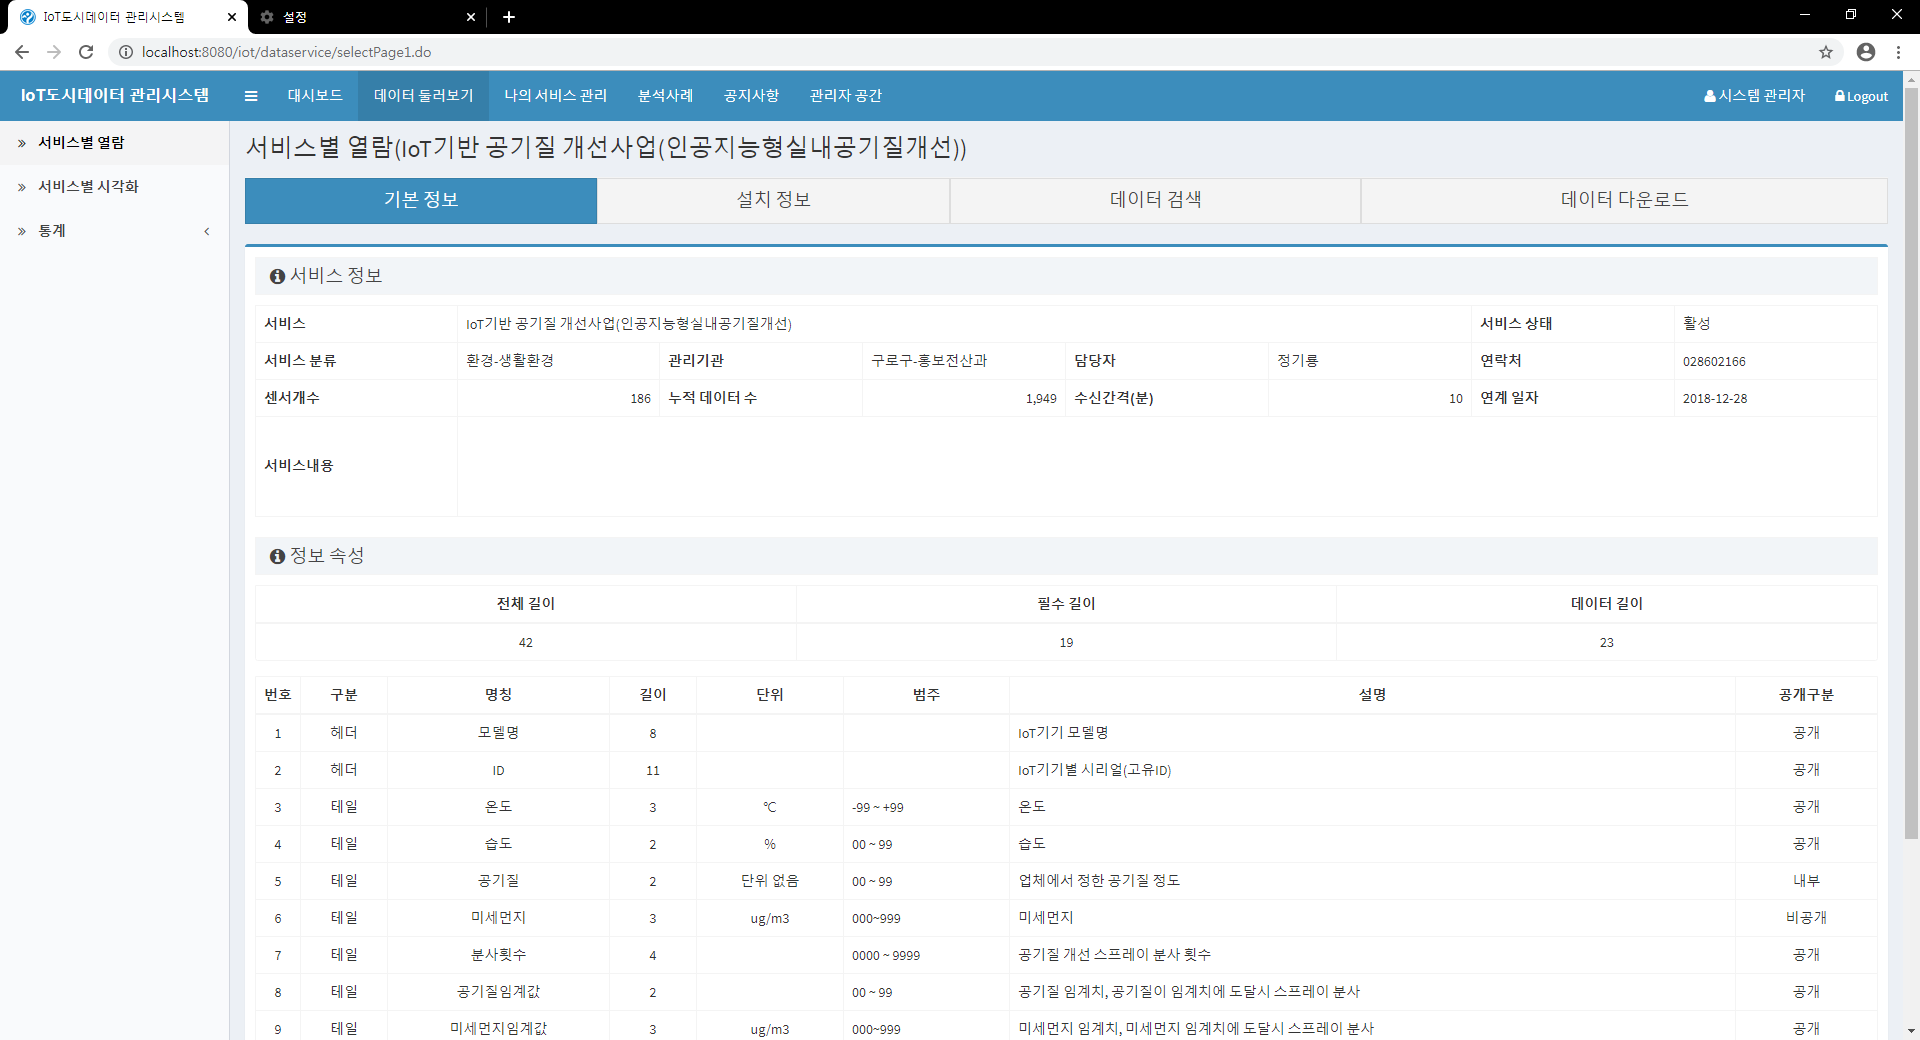 IoT도시데이터 관리시스템
설정
localhost:8080/iot/dataservice/selectPage1.do
IoT도시데이터 관리시스템 대시보드 데이터 둘러보기 나의 서비스 관리 분석사례 공지사항 관리자 공간 시스템 관리자 Logout
» 서비스별 열람
» 서비스별 시각화
» 통계
서비스별 열람(IoT기반 공기질 개선사업(인공지능형실내공기질개선))
기본 정보 설치 정보 데이터 검색 데이터 다운로드
서비스 정보
서비스 IoT기반 공기질 개선사업(인공지능형실내공기질개선) 서비스 상태 활성
서비스 분류 환경-생활환경 관리기관 구로구-홍보전산과 담당자 정기룡 연락처 028602166
센서개수 186 누적 데이터 수 1,949 수신간격(분) 10 연계 일자 2018-12-28
서비스내용
정보 속성
전체 길이 필수 길이 데이터 길이
42 19 23
번호 구분 명칭 길이 단위 범주 설명 공개구분
1 헤더 모델명 8 IoT기기 모델명 공개
2 헤더 ID 11 IoT기기별 시리얼(고유ID) 공개
3 테일 온도 3 ℃ -99 ~ +99 온도 공개
4 테일 습도 2 % 00 ~ 99 습도 공개
5 테일 공기질 2 단위 없음 00 ~ 99 업체에서 정한 공기질 정도 내부
6 테일 미세먼지 3 ug/m3 000~999 미세먼지 비공개
7 테일 분사횟수 4 0000 ~ 9999 공기질 개선 스프레이 분사 횟수 공개
8 테일 공기질임계값 2 00 ~ 99 공기질 임계치, 공기질이 임계치에 도달시 스프레이 분사 공개
9 테일 미세먼지임계값 3 ug/m3 000~999 미세먼지 임계치, 미세먼지 임계치에 도달시 스프레이 분사 공개